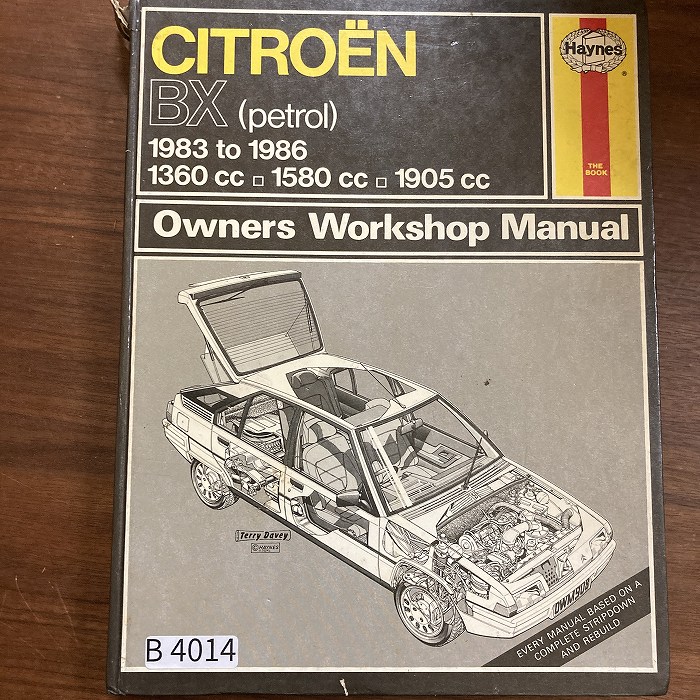 CITROËN
BX (petrol)
1983 to 1986
1360 cc □ 1580 cc □ 1905 cc
Haynes
®
THE
BOOK
Owners Workshop Manual
Terry Davey
© HAYNES
EVERY MANUAL BASED ON A
COMPLETE STRIPDOWN
AND REBUILD
B 4014